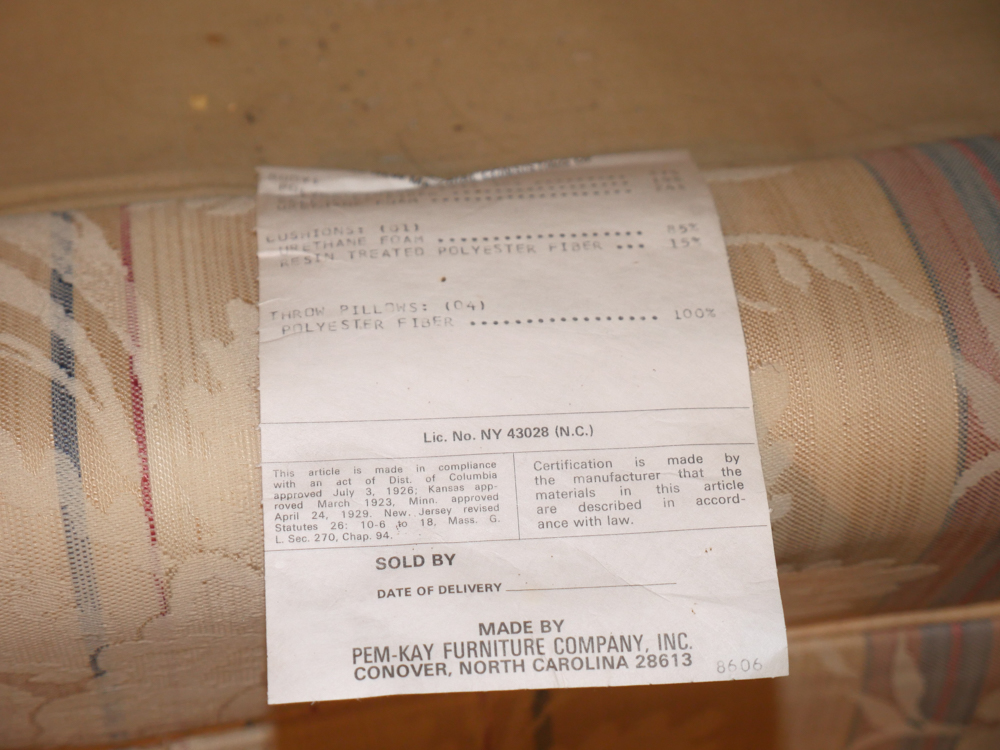 CUSHIONS: (01)
URETHANE FOAM .................... 85%
RESIN TREATED POLYESTER FIBER ... 15%
THROW PILLOWS: (04)
POLYESTER FIBER .................. 100%
Lic. No. NY 43028 (N.C.)
This article is made in compliance
with an act of Dist. of Columbia
approved July 3, 1926; Kansas ap-
proved March 1923, Minn. approved
April 24, 1929. New Jersey revised
Statutes 26: 10-6 to 18, Mass. G.
L. Sec. 270, Chap. 94.
Certification is made by
the manufacturer that the
materials in this article
are described in accord-
ance with law.
SOLD BY
DATE OF DELIVERY
MADE BY
PEM-KAY FURNITURE COMPANY, INC.
CONOVER, NORTH CAROLINA 28613
8606